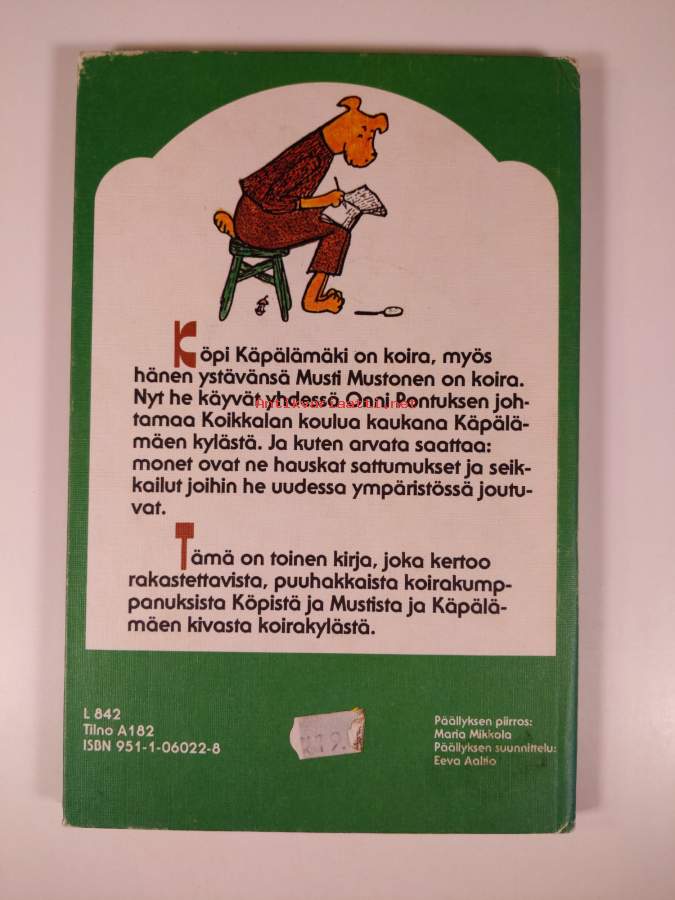 Köpi Käpälämäki on koira, myös
hänen ystävänsä Musti Mustonen on koira.
Nyt he käyvät yhdessä Onni Pontuksen joh-
Antikvariaatti.net
tamaa Koikkalan koulua kaukana Käpälä-
mäen kylästä. Ja kuten arvata saattaa:
monet ovat ne hauskat sattumukset ja seik-
kailut joihin he uudessa ympäristössä joutu-
vat.
Tämä on toinen kirja, joka kertoo
rakastettavista, puuhakkaista koirakump-
panuksista Köpistä ja Mustista ja Käpälä-
mäen kivasta koirakylästä.
L 842
Tilno A182
ISBN 951-1-06022-8
Päällyksen piirros:
Maria Mikkola
Päällyksen suunnittelu:
Eeva Aaltio